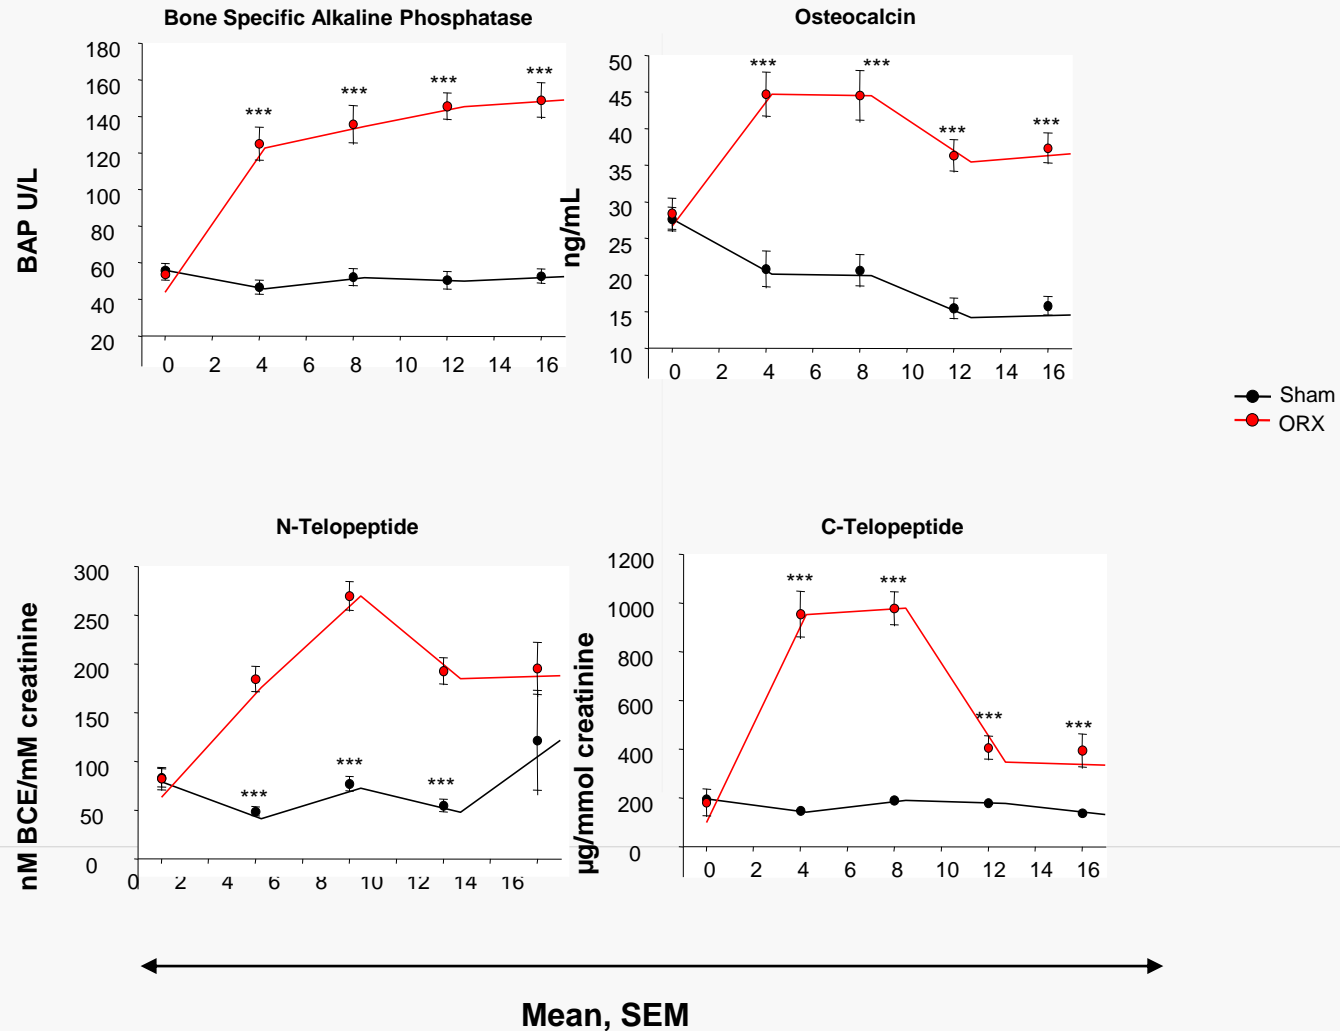 Bone Specific Alkaline Phosphatase
BAP U/L
180
160
140
120
100
80
60
40
20
*** *** *** ***
0 2 4 6 8 10 12 14 16
Osteocalcin
ng/mL
50
45
40
35
30
25
20
15
10
*** *** *** ***
0 2 4 6 8 10 12 14 16
Sham
ORX
N-Telopeptide
nM BCE/mM creatinine
300
250
200
150
100
50
0
*** *** ***
0 2 4 6 8 10 12 14 16
C-Telopeptide
µg/mmol creatinine
1200
1000
800
600
400
200
0
*** *** *** ***
0 2 4 6 8 10 12 14 16
Mean, SEM